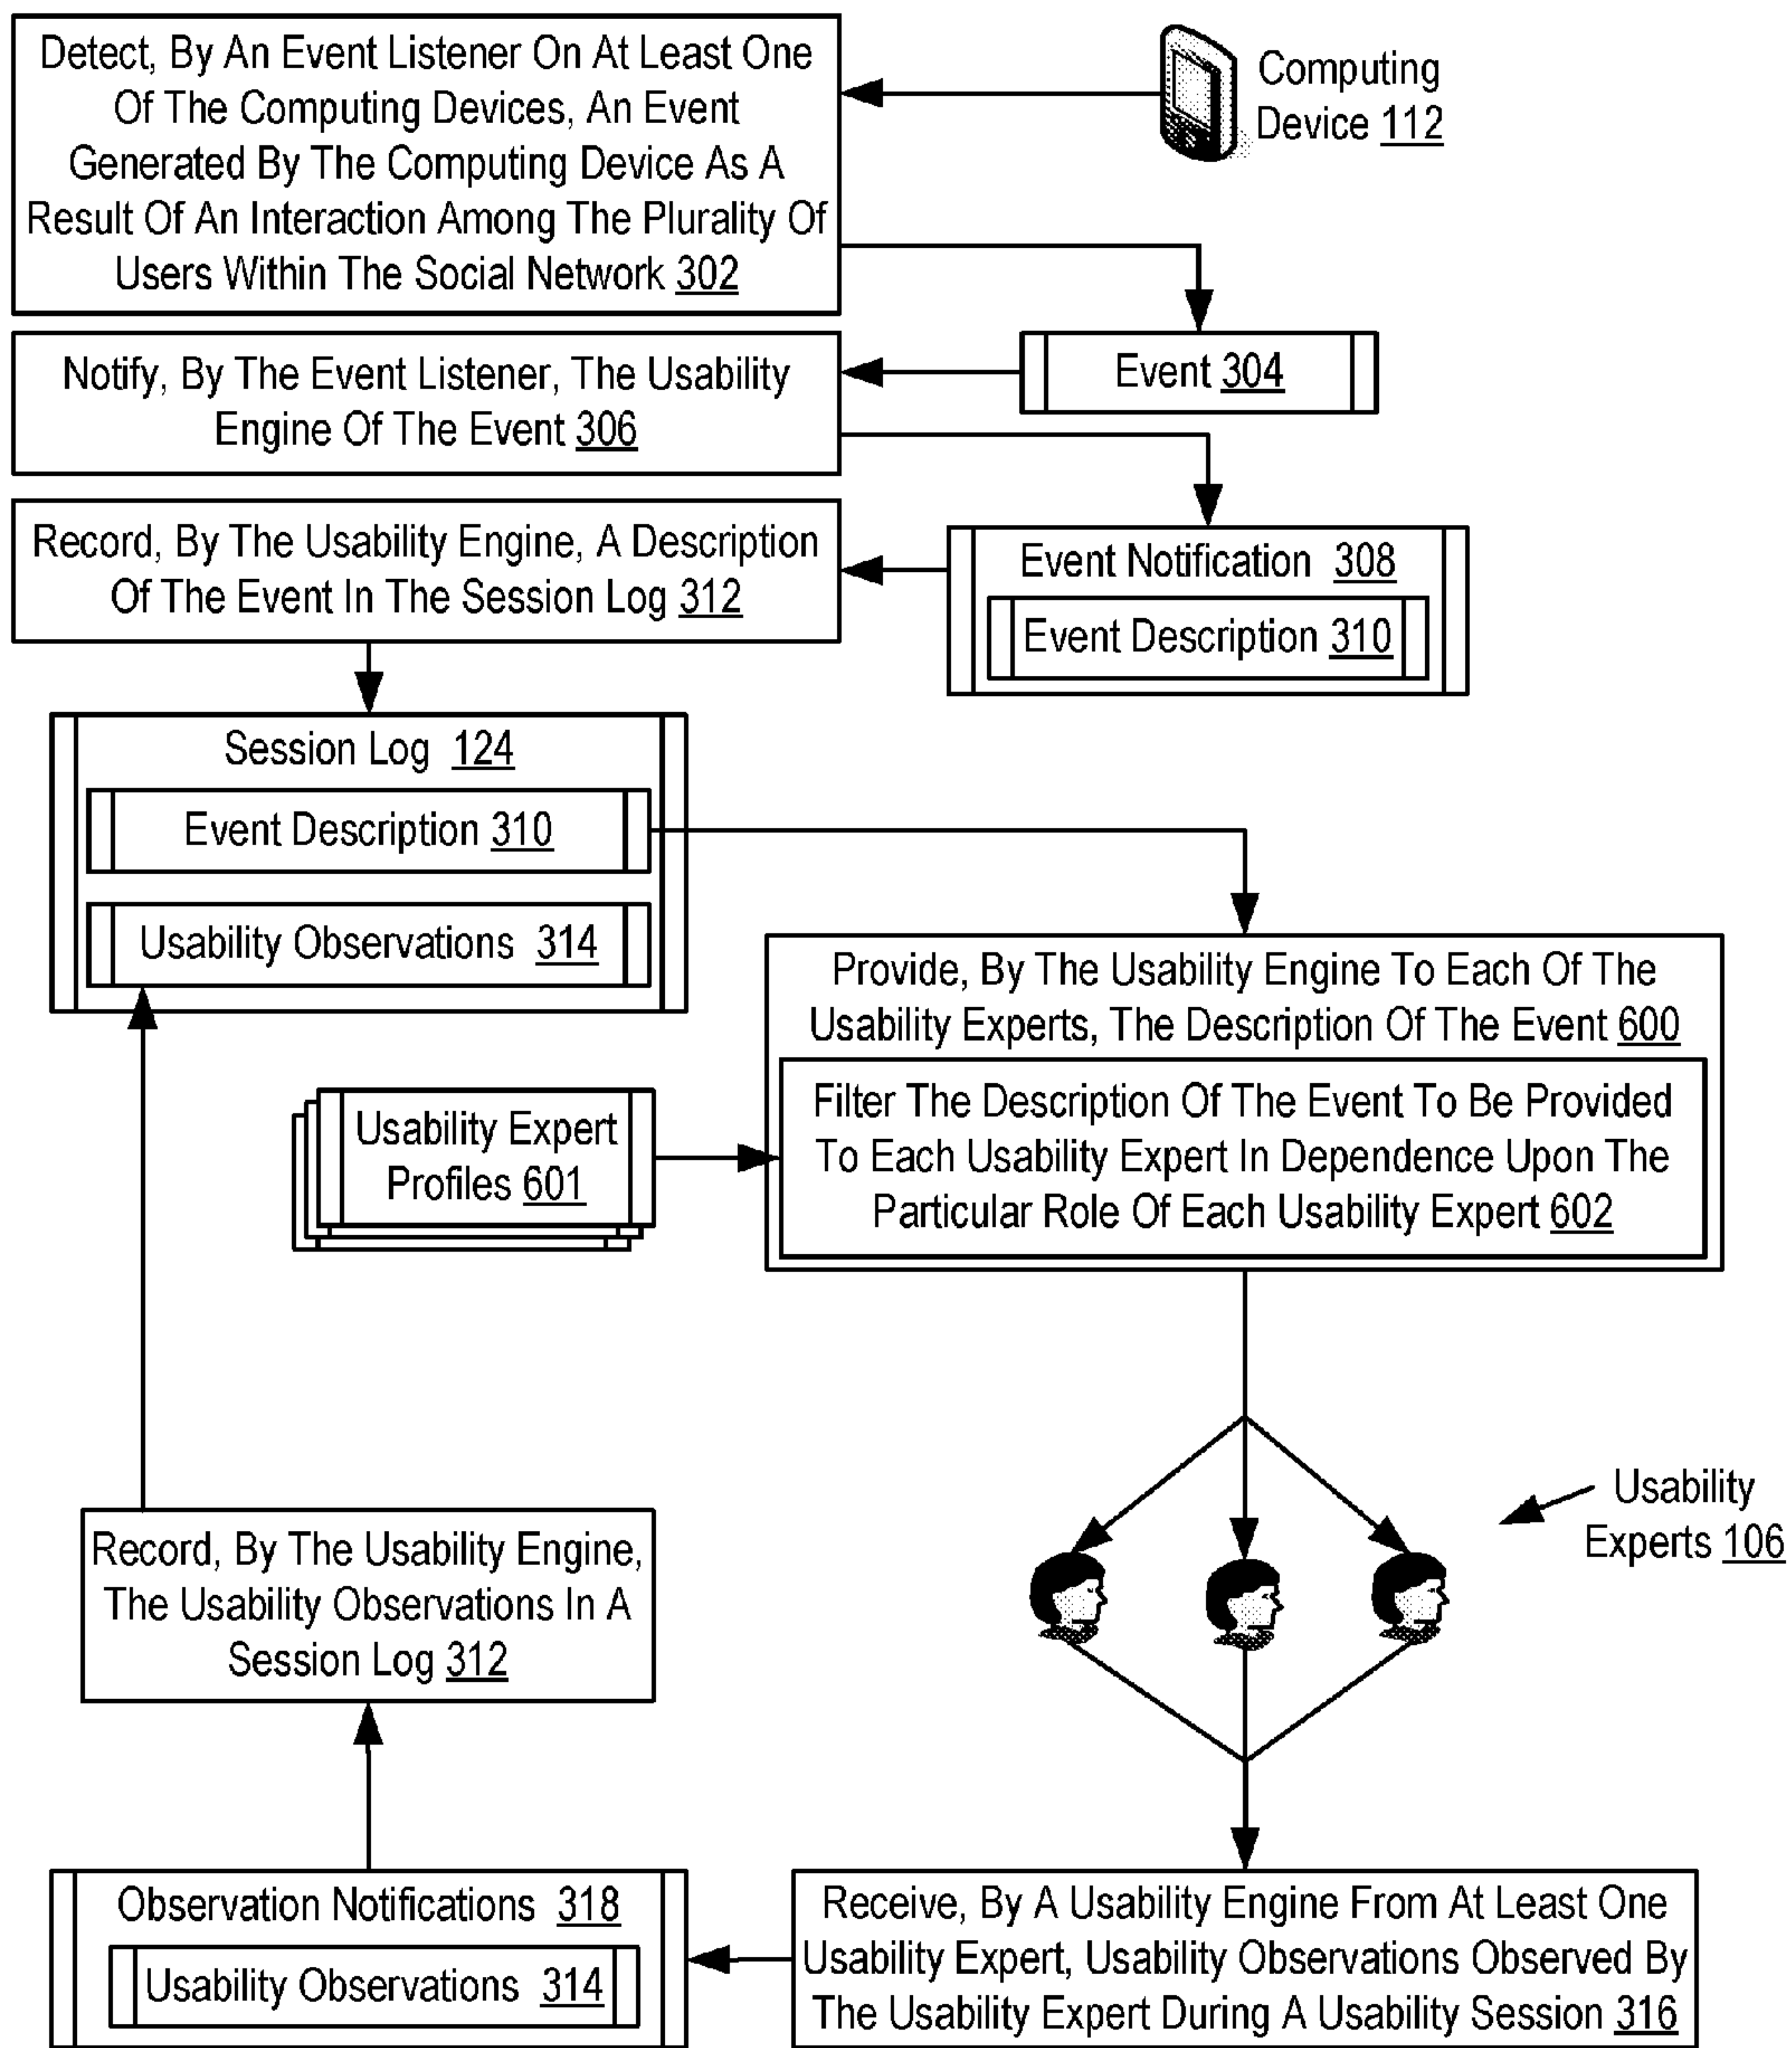 Detect, By An Event Listener On At Least One
Of The Computing Devices, An Event
Generated By The Computing Device As A
Result Of An Interaction Among The Plurality Of
Users Within The Social Network 302
Computing
Device 112
Event 304
Notify, By The Event Listener, The Usability
Engine Of The Event 306
Record, By The Usability Engine, A Description
Of The Event In The Session Log 312
Event Notification 308
Event Description 310
Session Log 124
Event Description 310
Usability Observations 314
Provide, By The Usability Engine To Each Of The
Usability Experts, The Description Of The Event 600
Filter The Description Of The Event To Be Provided
To Each Usability Expert In Dependence Upon The
Particular Role Of Each Usability Expert 602
Usability Expert
Profiles 601
Usability
Experts 106
Record, By The Usability Engine,
The Usability Observations In A
Session Log 312
Observation Notifications 318
Usability Observations 314
Receive, By A Usability Engine From At Least One
Usability Expert, Usability Observations Observed By
The Usability Expert During A Usability Session 316